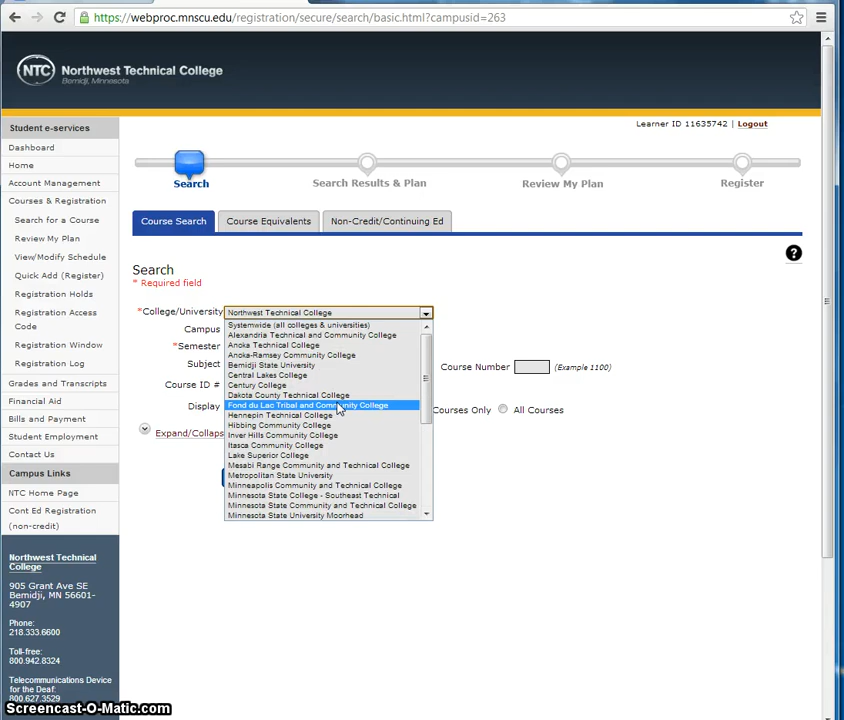 https://webproc.mnscu.edu/registration/secure/search/basic.html?campusid=263
NTC Northwest Technical College
Bemidji, Minnesota
Student e-services
Dashboard
Home
Account Management
Courses & Registration
Search for a Course
Review My Plan
View/Modify Schedule
Quick Add (Register)
Registration Holds
Registration Access
Code
Registration Window
Registration Log
Grades and Transcripts
Financial Aid
Bills and Payment
Student Employment
Contact Us
Campus Links
NTC Home Page
Cont Ed Registration
(non-credit)
Northwest Technical
College
905 Grant Ave SE
Bemidji, MN 56601-
4907
Phone:
218.333.6600
Toll-free:
800.942.8324
Telecommunications Device
for the Deaf:
800.627.3529
Learner ID 11635742 | Logout
Search
Search Results & Plan
Review My Plan
Register
Course Search
Course Equivalents
Non-Credit/Continuing Ed
?
Search
* Required field
*College/University Northwest Technical College
Campus
*Semester
Subject
Course ID #
Display
Expand/Collaps
Systemwide (all colleges & universities)
Alexandria Technical and Community College
Anoka Technical College
Anoka-Ramsey Community College
Bemidji State University
Central Lakes College
Century College
Dakota County Technical College
Fond du Lac Tribal and Community College
Hennepin Technical College
Hibbing Community College
Inver Hills Community College
Itasca Community College
Lake Superior College
Mesabi Range Community and Technical College
Metropolitan State University
Minneapolis Community and Technical College
Minnesota State College - Southeast Technical
Minnesota State Community and Technical College
Minnesota State University Moorhead
Course Number (Example 1100)
Courses Only All Courses
Screencast-O-Matic.com